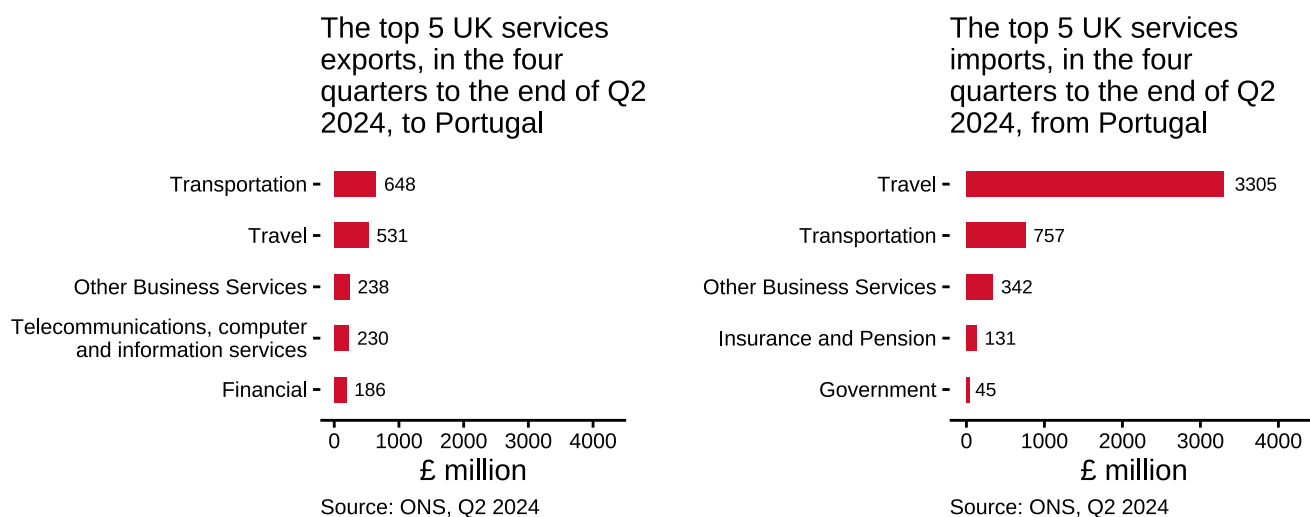 The top 5 UK services
exports, in the four
quarters to the end of Q2
2024, to Portugal
Transportation
648
Travel
531
Other Business Services
238
Telecommunications, computer
and information services
230
Financial
186
0 1000 2000 3000 4000
£ million
Source: ONS, Q2 2024
The top 5 UK services
imports, in the four
quarters to the end of Q2
2024, from Portugal
Travel
3305
Transportation
757
Other Business Services
342
Insurance and Pension
131
Government
45
0 1000 2000 3000 4000
£ million
Source: ONS, Q2 2024